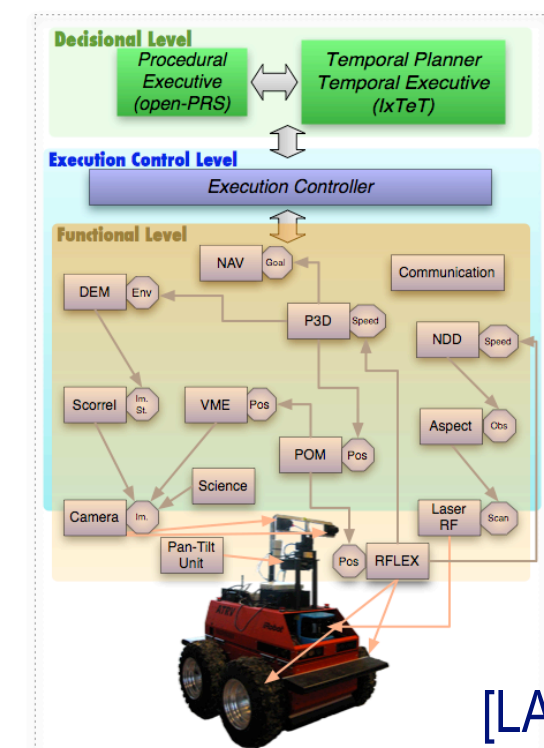 Decisional Level
Procedural
Executive
(open-PRS)
Temporal Planner
Temporal Executive
(IxTeT)
Execution Control Level
Execution Controller
Functional Level
NAV
Goal
Communication
DEM
Env
P3D
Speed
NDD
Speed
Scorrel
Im.
St.
VME
Pos
Aspect
Obs
POM
Pos
Science
Camera
Im.
Laser
RF
Scan
Pan-Tilt
Unit
Pos
RFLEX
ATRV
iRobot
[LA